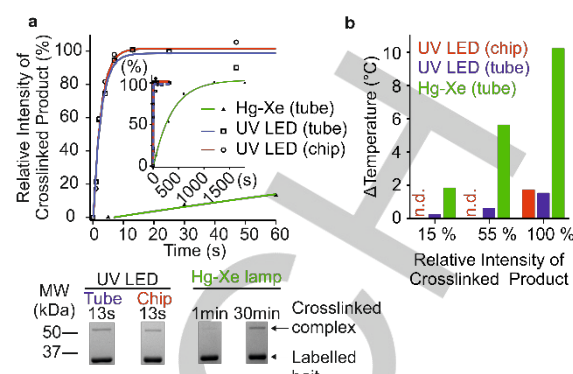 a
Relative Intensity of
Crosslinked Product (%)
100
80
60
40
20
0
(%)
100
50
0
500
1000
1500
(s)
Hg-Xe (tube)
UV LED (tube)
UV LED (chip)
0 10 20 30 40 50 60
Time (s)
b
UV LED (chip)
UV LED (tube)
Hg-Xe (tube)
ΔTemperature (°C)
12
10
8
6
4
2
0
n.d.
n.d.
15 % 55 % 100 %
Relative Intensity of
Crosslinked Product
UV LED
Hg-Xe lamp
MW
(kDa)
Tube Chip
13s 13s
1min 30min
50
37
Crosslinked
complex
Labelled
bait